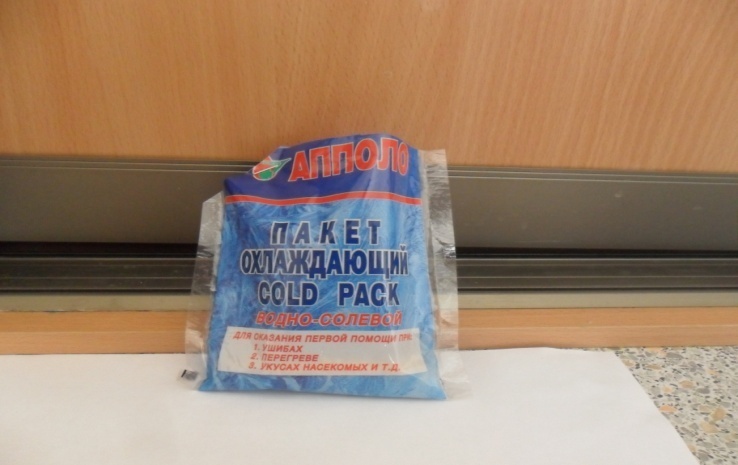 АППОЛО
ПАКЕТ
ОХЛАЖДАЮЩИЙ
COLD PACK
ВОДНО-СОЛЕВОЙ
ДЛЯ ОКАЗАНИЯ ПЕРВОЙ ПОМОЩИ ПРИ:
1. УШИБАХ
2. ПЕРЕГРЕВЕ
3. УКУСАХ НАСЕКОМЫХ И Т.Д.